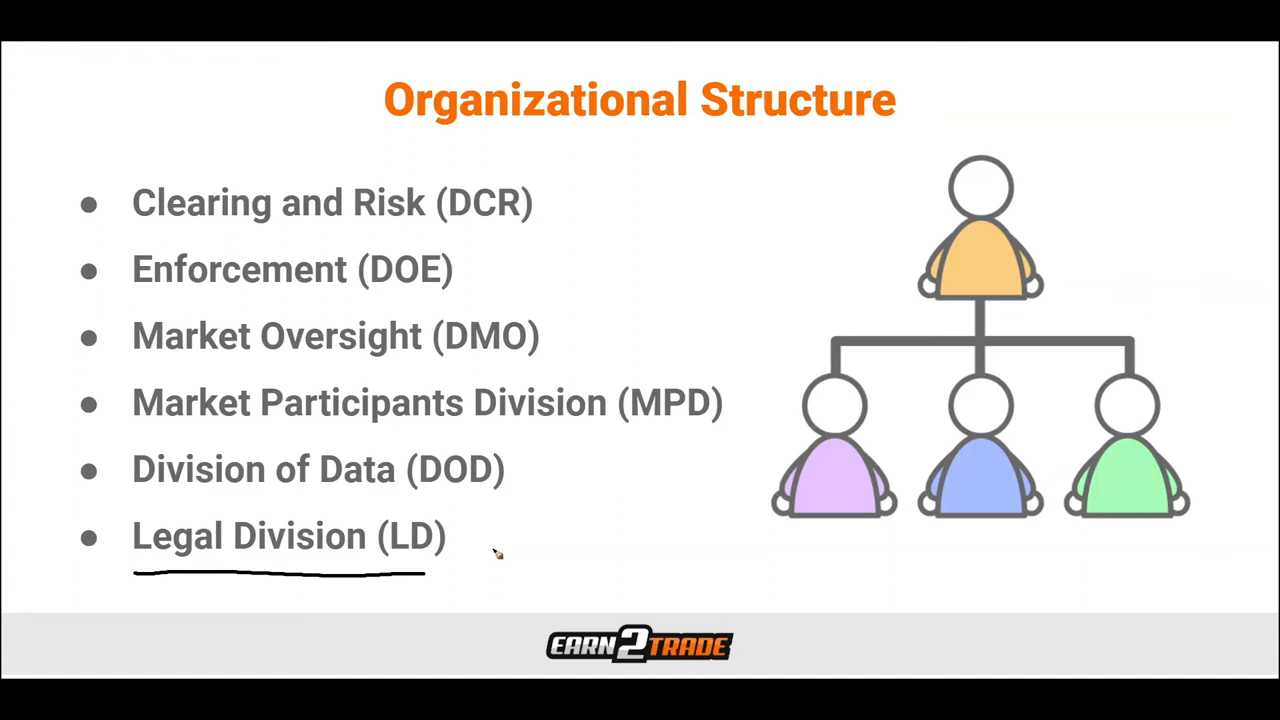 Organizational Structure
● Clearing and Risk (DCR)
● Enforcement (DOE)
● Market Oversight (DMO)
● Market Participants Division (MPD)
● Division of Data (DOD)
● Legal Division (LD)
EARN2TRADE